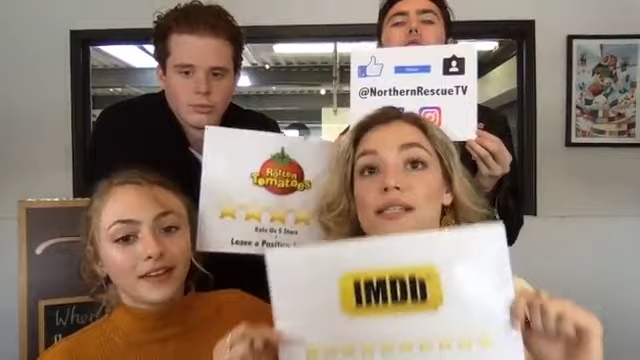 @NorthernRescueTV
Rotten
TomatOes
Rate Us 5 Stars
+
Leave a Positive
IMDb